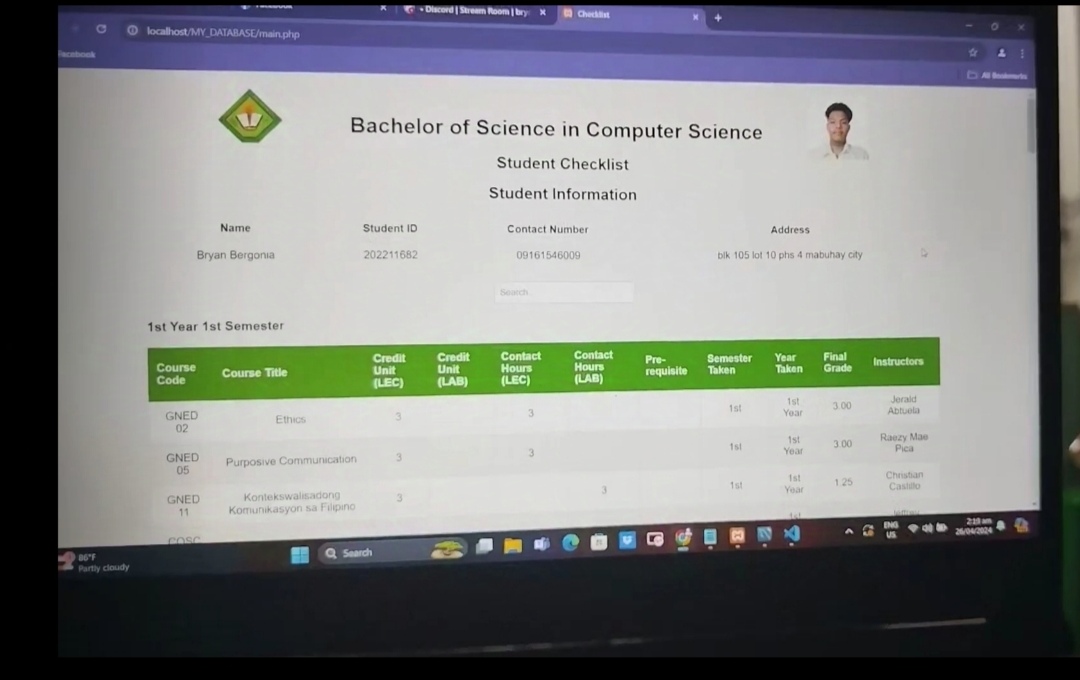 Facebook
Discord | Stream Room | bry
Checklist
localhost/MY_DATABASE/main.php
Facebook
All Bookmarks
Bachelor of Science in Computer Science
Student Checklist
Student Information
Name Student ID Contact Number Address
Bryan Bergonia 202211682 09161546009 blk 105 lot 10 phs 4 mabuhay city
Search
1st Year 1st Semester
Course Code Course Title Credit Unit (LEC) Credit Unit (LAB) Contact Hours (LEC) Contact Hours (LAB) Pre-requisite Semester Taken Year Taken Final Grade Instructors
GNED 02 Ethics 3 3 1st 1st Year 3.00 Jerald Abtuela
GNED 05 Purposive Communication 3 3 1st 1st Year 3.00 Raezy Mae Pica
GNED 11 Kontekswalisadong Komunikasyon sa Filipino 3 3 1st 1st Year 1.25 Christian Castillo
COSC 1st
86°F
Partly cloudy
Search
ENG
US
2:19 am
26/04/2024